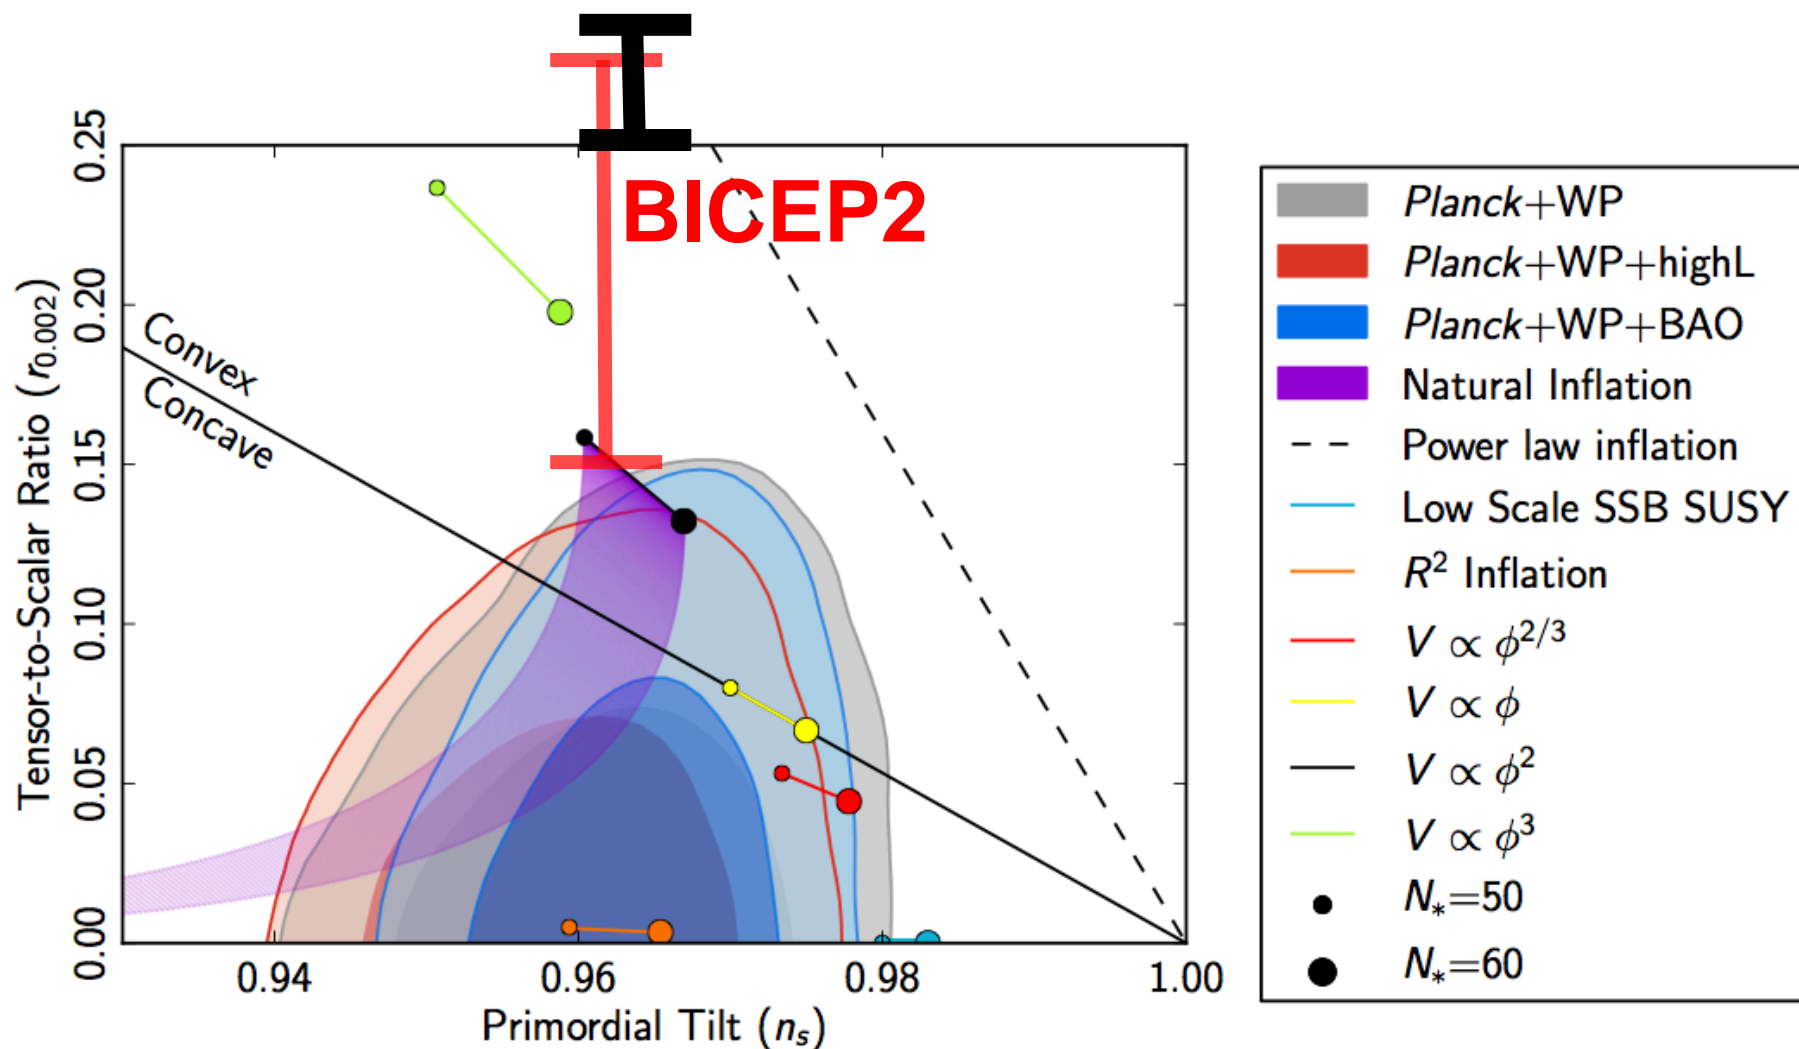 BICEP2
Convex
Concave
Tensor-to-Scalar Ratio (r₀.₀₀₂)
0.25
0.20
0.15
0.10
0.05
0.00
0.94
0.96
0.98
1.00
Primordial Tilt (nₛ)
Planck+WP
Planck+WP+highL
Planck+WP+BAO
Natural Inflation
Power law inflation
Low Scale SSB SUSY
R² Inflation
V ∝ ϕ²/³
V ∝ ϕ
V ∝ ϕ²
V ∝ ϕ³
N*=50
N*=60